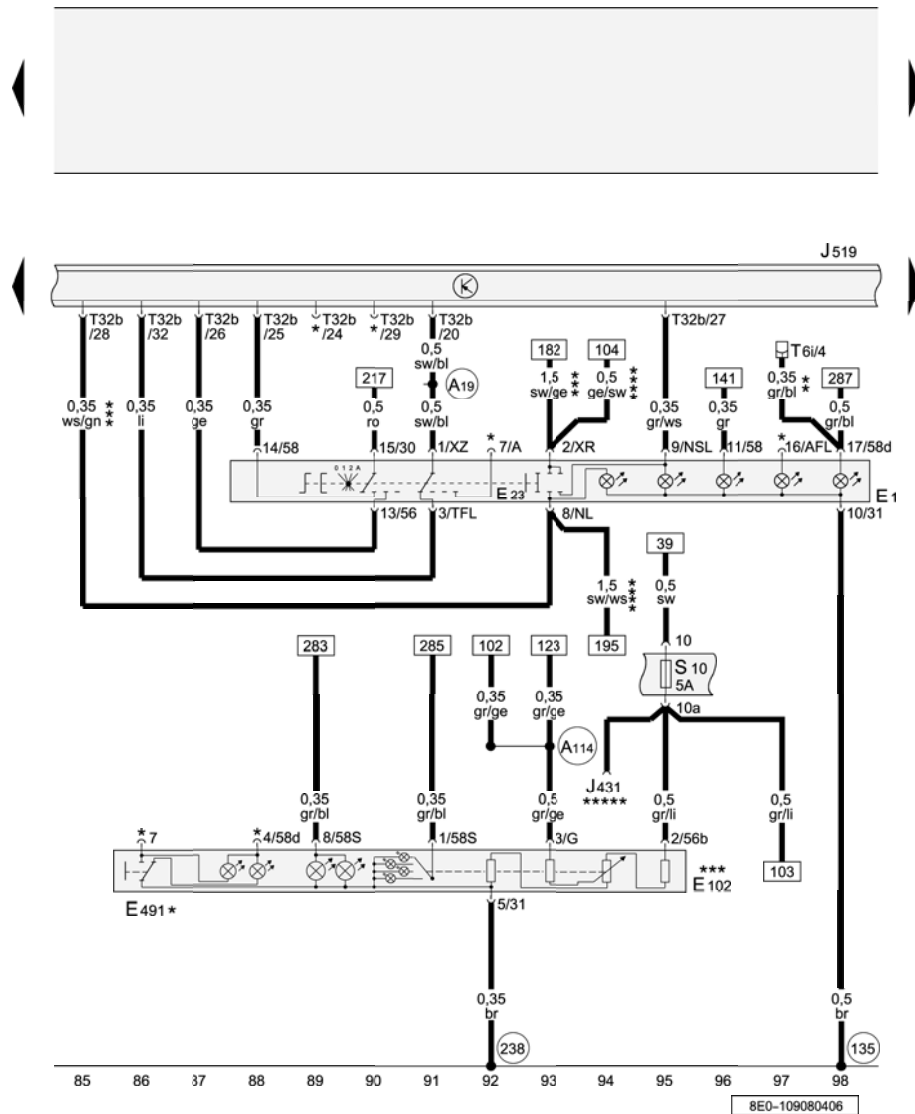 J 519
T32b /28
T32b /32
T32b /26
T32b /25
* T32b /24
* T32b /29
T32b /20
T32b/27
0,5 sw/bl
A19
182
104
T6i/4
217
1,5 sw/ge ***
0,5 ge/sw ****
141
0,35 gr/bl **
287
0,35 ws/gn ***
0,35 li
0,35 ge
0,35 gr
0,5 ro
0,5 sw/bl
0,35 gr/ws
0,35 gr
0,5 gr/bl
14/58
15/30
1/XZ
* 7/A
2/XR
9/NSL
11/58
* 16/AFL
17/58d
0 1 2 A
E 23
E 1
13/56
3/TFL
8/NL
10/31
39
1,5 sw/ws ****
0,5 sw
283
285
102
123
195
10
S 10 5A
0,35 gr/ge
0,35 gr/ge
10a
A114
J431 *****
0,35 gr/bl
0,35 gr/bl
0,5 gr/ge
0,5 gr/li
0,5 gr/li
* 7
* 4/58d
8/58S
1/58S
3/G
2/56b
103
*** E 102
E 491 *
5/31
0,35 br
0,5 br
238
135
85 86 87 88 89 90 91 92 93 94 95 96 97 98
8E0-109080406